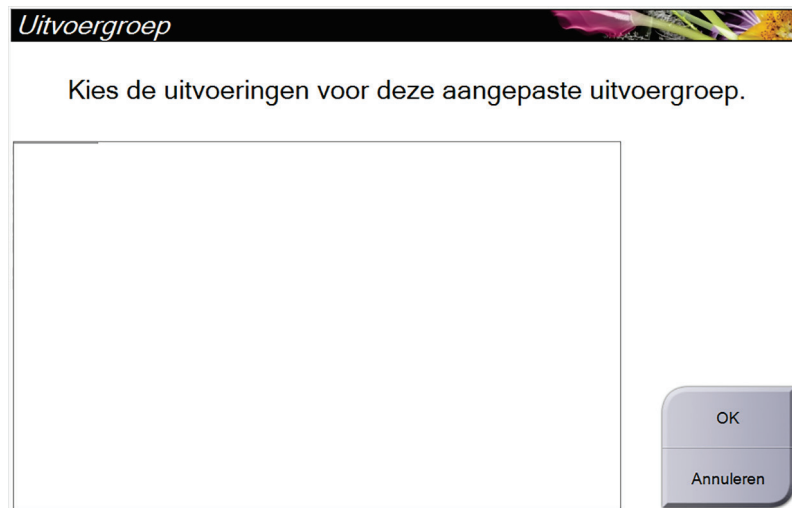 Uitvoergroep
Kies de uitvoeringen voor deze aangepaste uitvoergroep.
OK
Annuleren